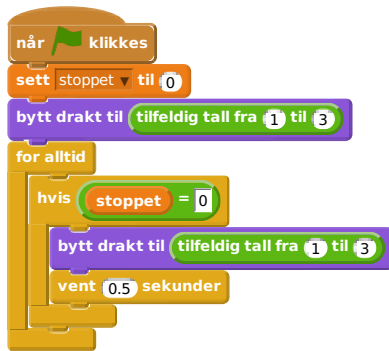 når klikkes
sett stoppet til 0
bytt drakt til tilfeldig tall fra 1 til 3
for alltid
hvis stoppet = 0
bytt drakt til tilfeldig tall fra 1 til 3
vent 0.5 sekunder